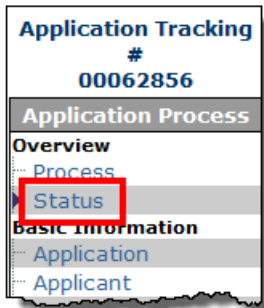 Application Tracking
#
00062856
Application Process
Overview
Process
Status
Basic Information
Application
Applicant